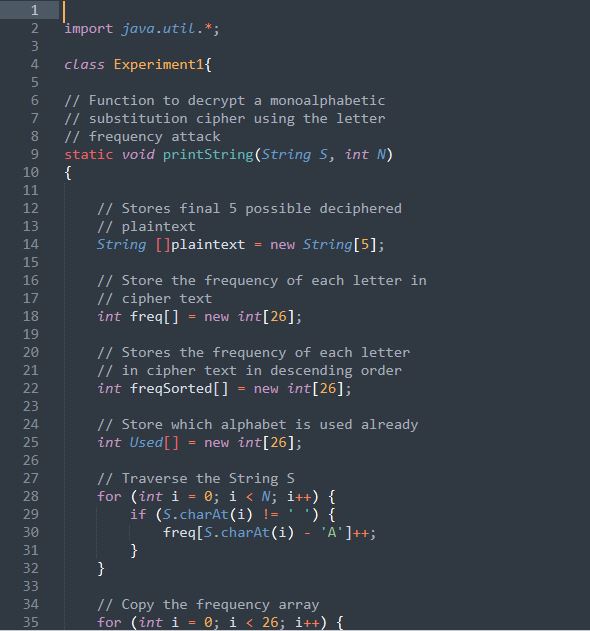 1
2 import java.util.*;
3
4 class Experiment1{
5
6 // Function to decrypt a monoalphabetic
7 // substitution cipher using the letter
8 // frequency attack
9 static void printString(String S, int N)
10 {
11
12     // Stores final 5 possible deciphered
13     // plaintext
14     String []plaintext = new String[5];
15
16     // Store the frequency of each letter in
17     // cipher text
18     int freq[] = new int[26];
19
20     // Stores the frequency of each letter
21     // in cipher text in descending order
22     int freqSorted[] = new int[26];
23
24     // Store which alphabet is used already
25     int Used[] = new int[26];
26
27     // Traverse the String S
28     for (int i = 0; i < N; i++) {
29         if (S.charAt(i) != ' ') {
30             freq[S.charAt(i) - 'A']++;
31         }
32     }
33
34     // Copy the frequency array
35     for (int i = 0; i < 26; i++) {